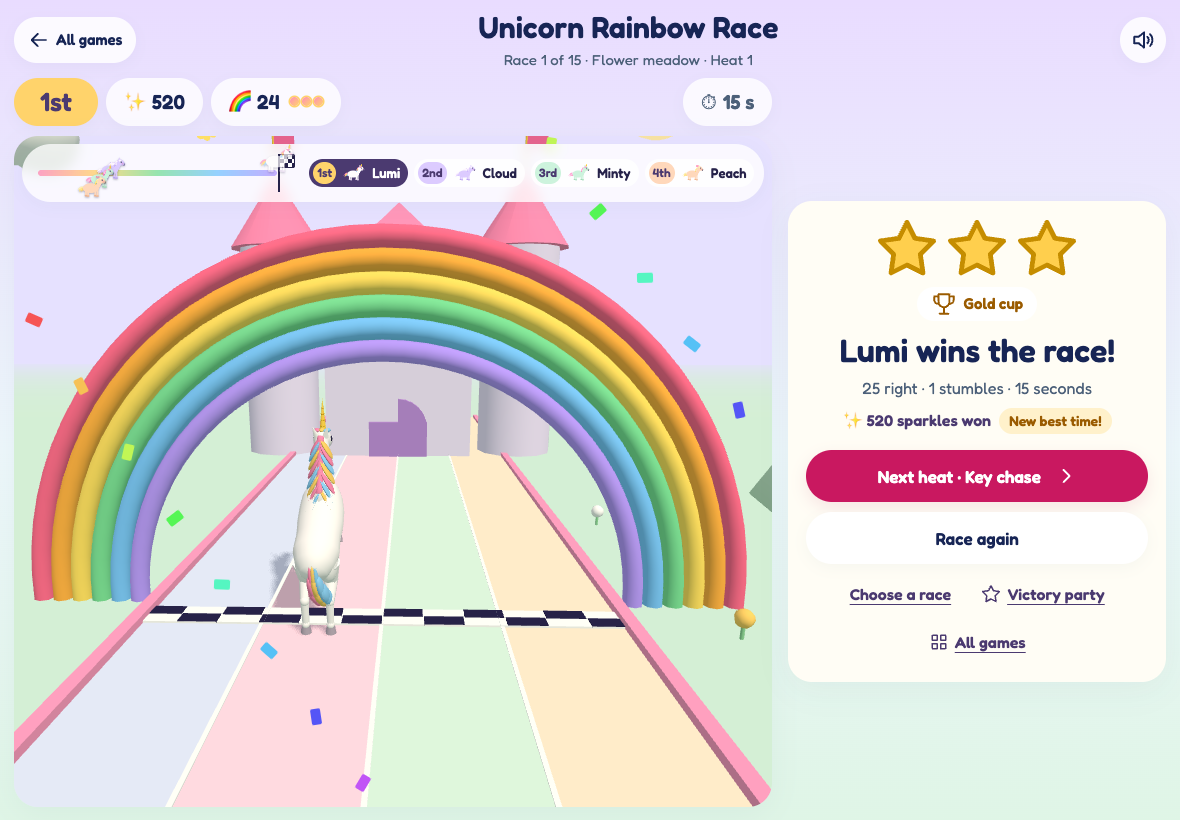 All games
Unicorn Rainbow Race
Race 1 of 15 · Flower meadow · Heat 1
1st
520
24
15 s
1st Lumi
2nd Cloud
3rd Minty
4th Peach
Gold cup
Lumi wins the race!
25 right · 1 stumbles · 15 seconds
520 sparkles won
New best time!
Next heat · Key chase
Race again
Choose a race
Victory party
All games